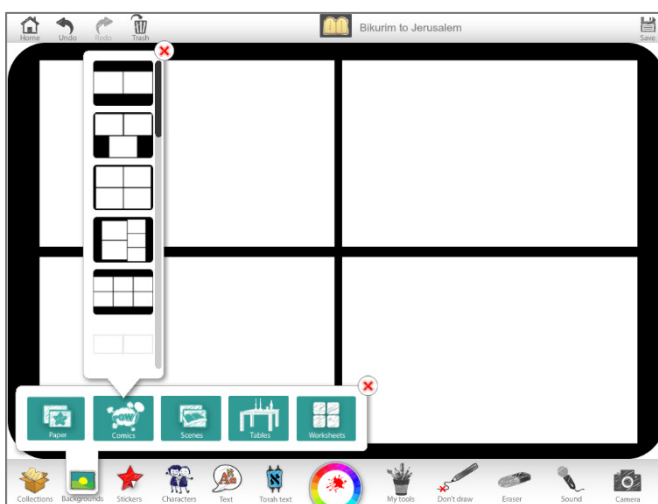 Home Undo Redo Trash Bikurim to Jerusalem Save
POW
Paper Comics Scenes Tables Worksheets
Collections Backgrounds Stickers Characters Text Torah text My tools Don't draw Eraser Sound Camera